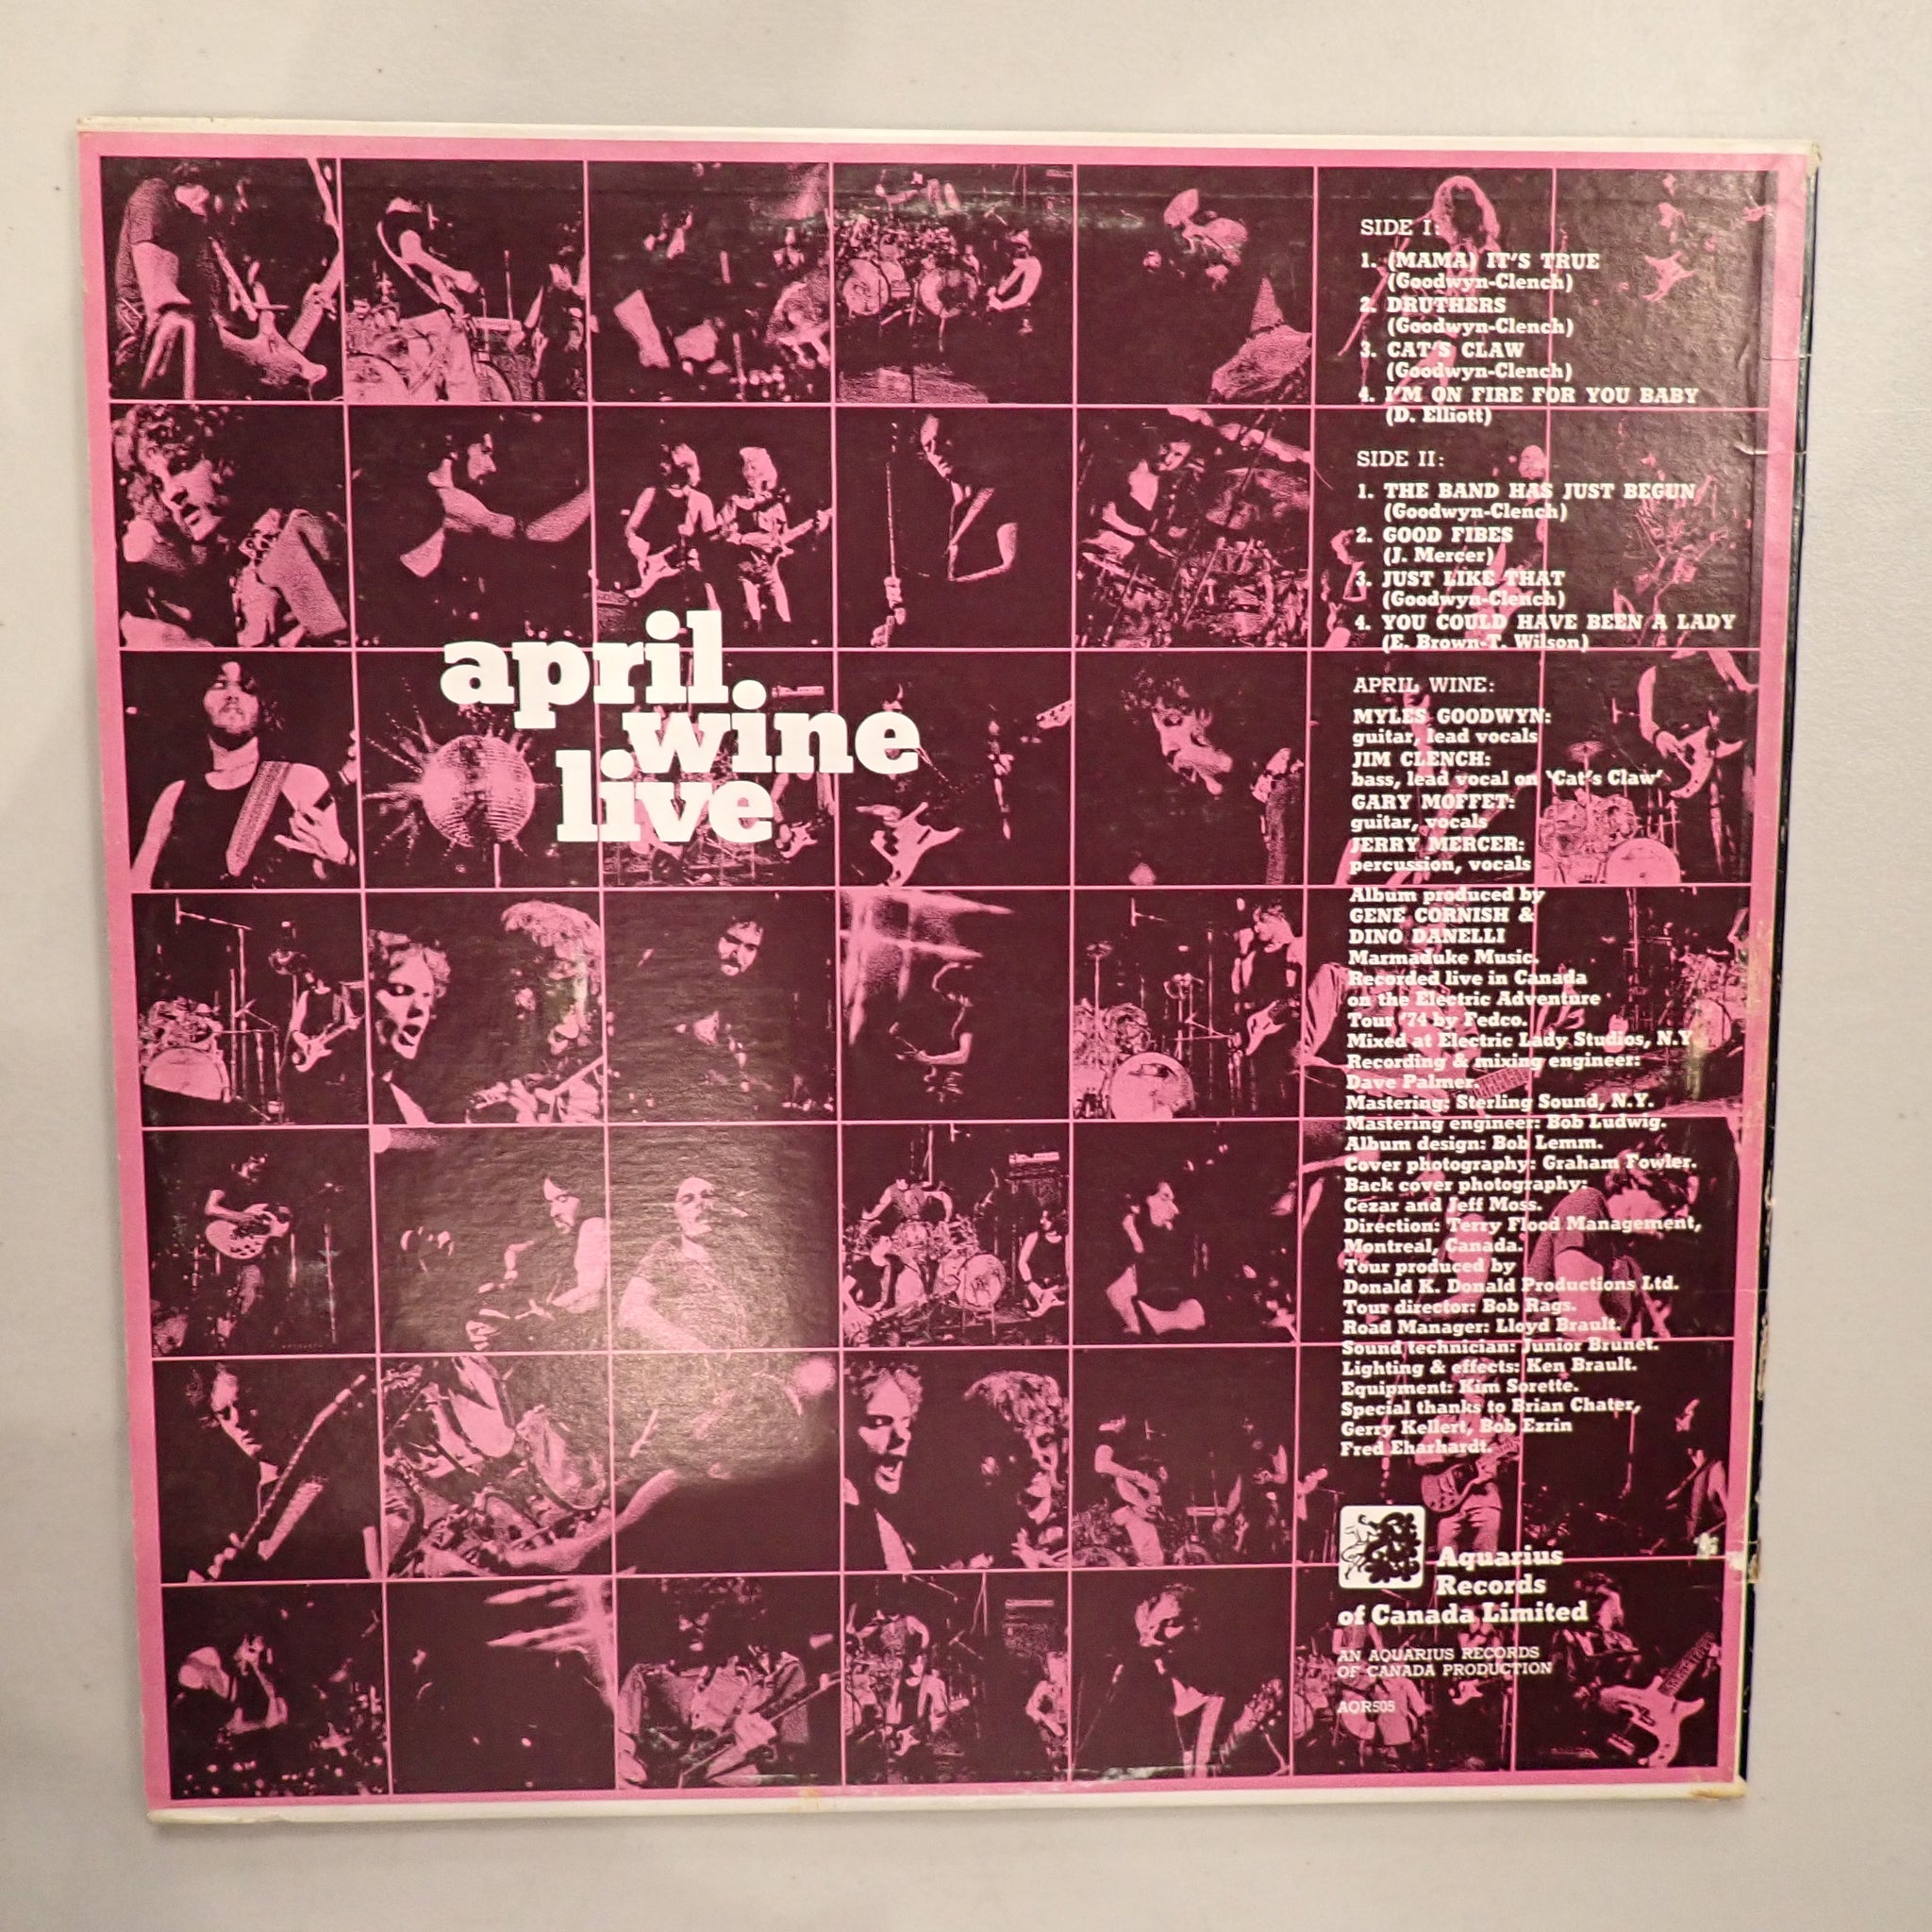 april
wine
live
SIDE I:
1. (MAMA) IT'S TRUE
(Goodwyn-Clench)
2. DRUTHERS
(Goodwyn-Clench)
3. CAT'S CLAW
(Goodwyn-Clench)
4. I'M ON FIRE FOR YOU BABY
(D. Elliott)
SIDE II:
1. THE BAND HAS JUST BEGUN
(Goodwyn-Clench)
2. GOOD FIBES
(J. Mercer)
3. JUST LIKE THAT
(Goodwyn-Clench)
4. YOU COULD HAVE BEEN A LADY
(E. Brown-T. Wilson)
APRIL WINE:
MYLES GOODWYN:
guitar, lead vocals
JIM CLENCH:
bass, lead vocal on 'Cat's Claw'
GARY MOFFET:
guitar, vocals
JERRY MERCER:
percussion, vocals
Album produced by
GENE CORNISH &
DINO DANELLI
Marmaduke Music.
Recorded live in Canada
on the Electric Adventure
Tour '74 by Fedco.
Mixed at Electric Lady Studios, N.Y.
Recording & mixing engineer:
Dave Palmer.
Mastering: Sterling Sound, N.Y.
Mastering engineer: Bob Ludwig.
Album design: Bob Lemm.
Cover photography: Graham Fowler.
Back cover photography:
Cezar and Jeff Moss.
Direction: Terry Flood Management,
Montreal, Canada.
Tour produced by
Donald K. Donald Productions Ltd.
Tour director: Bob Rags.
Road Manager: Lloyd Brault.
Sound technician: Junior Brunet.
Lighting & effects: Ken Brault.
Equipment: Kim Sorette.
Special thanks to Brian Chater,
Gerry Kellert, Bob Ezrin
Fred Eharhardt.
Aquarius
Records
of Canada Limited
AN AQUARIUS RECORDS
OF CANADA PRODUCTION
AQR505